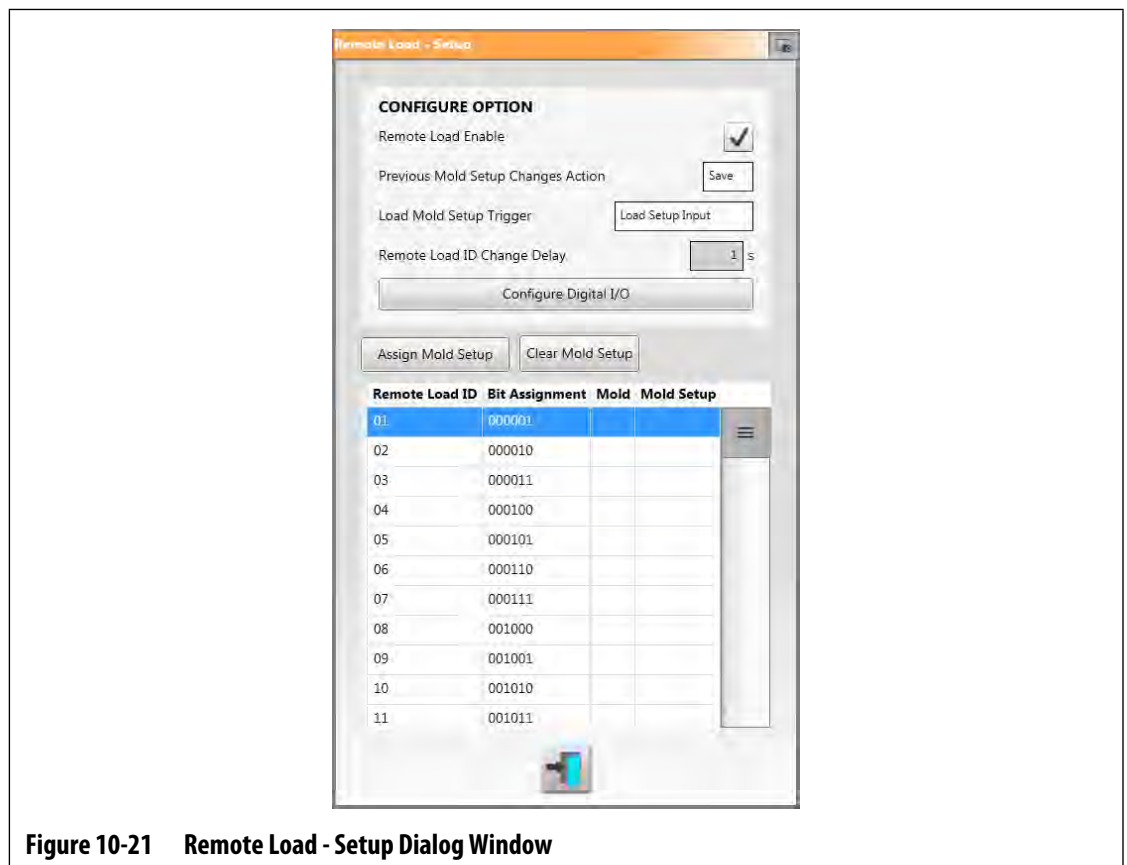 Remote Load - Setup
CONFIGURE OPTION
Remote Load Enable
Previous Mold Setup Changes Action Save
Load Mold Setup Trigger Load Setup Input
Remote Load ID Change Delay 1 s
Configure Digital I/O
Assign Mold Setup Clear Mold Setup
Remote Load ID Bit Assignment Mold Mold Setup
01 000001
02 000010
03 000011
04 000100
05 000101
06 000110
07 000111
08 001000
09 001001
10 001010
11 001011
Figure 10-21 Remote Load - Setup Dialog Window